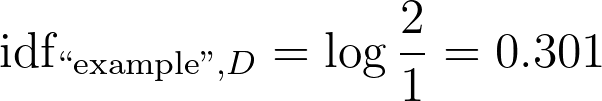 idf“example”,D = log 2/1 = 0.301